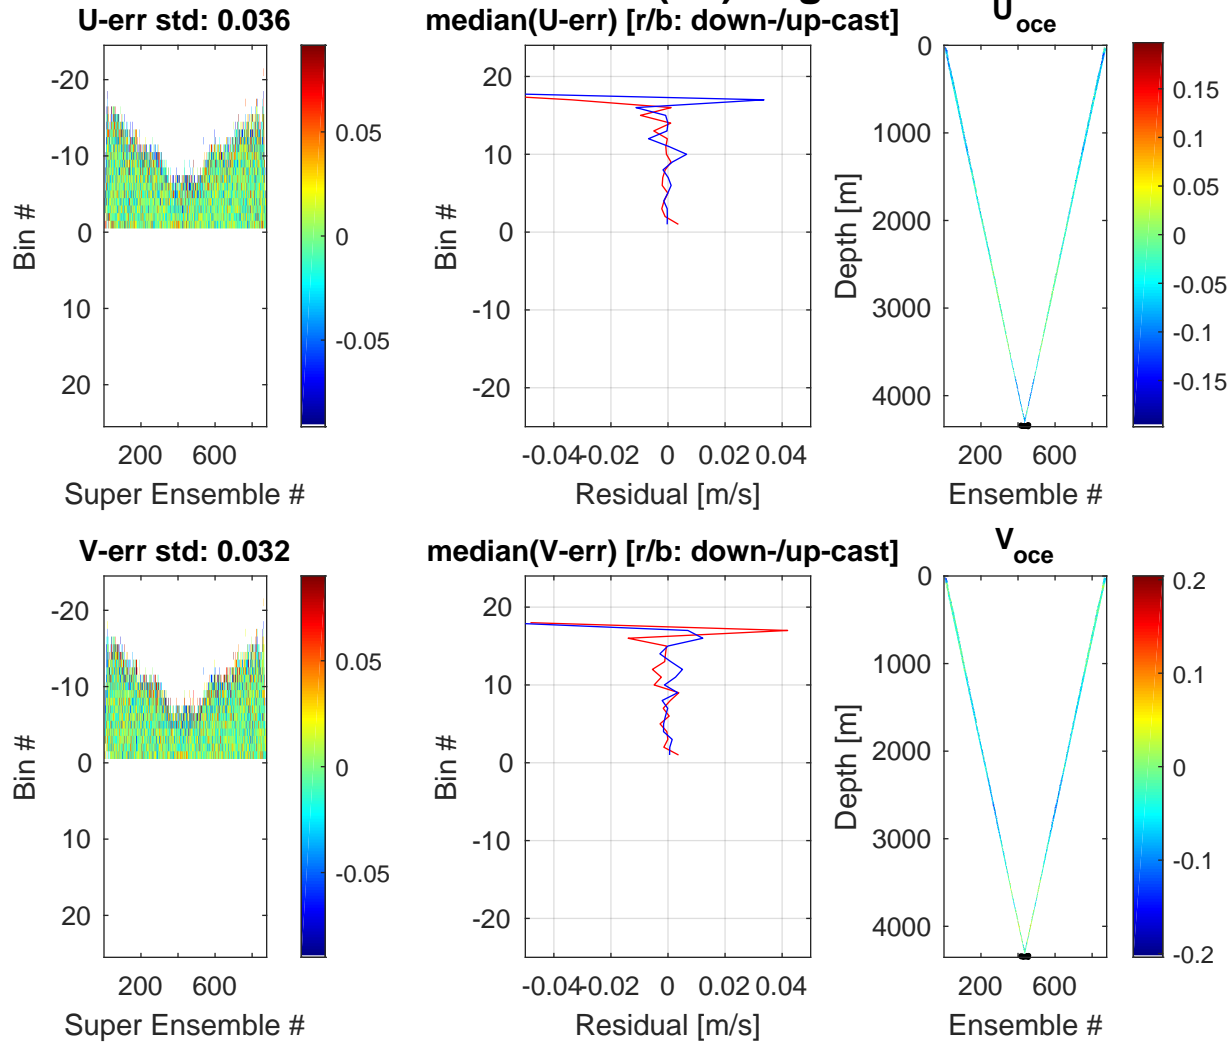 U-err std: 0.036
-20
-10
0
10
20
Bin #
200 600
Super Ensemble #
0.05
0
-0.05
median(U-err) [r/b: down-/up-cast]
20
10
0
-10
-20
Bin #
-0.04 -0.02 0 0.02 0.04
Residual [m/s]
U oce
0
1000
2000
3000
4000
Depth [m]
200 600
Ensemble #
0.15
0.1
0.05
0
-0.05
-0.1
-0.15
V-err std: 0.032
-20
-10
0
10
20
Bin #
200 600
Super Ensemble #
0.05
0
-0.05
median(V-err) [r/b: down-/up-cast]
20
10
0
-10
-20
Bin #
-0.04 -0.02 0 0.02 0.04
Residual [m/s]
V oce
0
1000
2000
3000
4000
Depth [m]
200 600
Ensemble #
0.2
0.1
0
-0.1
-0.2